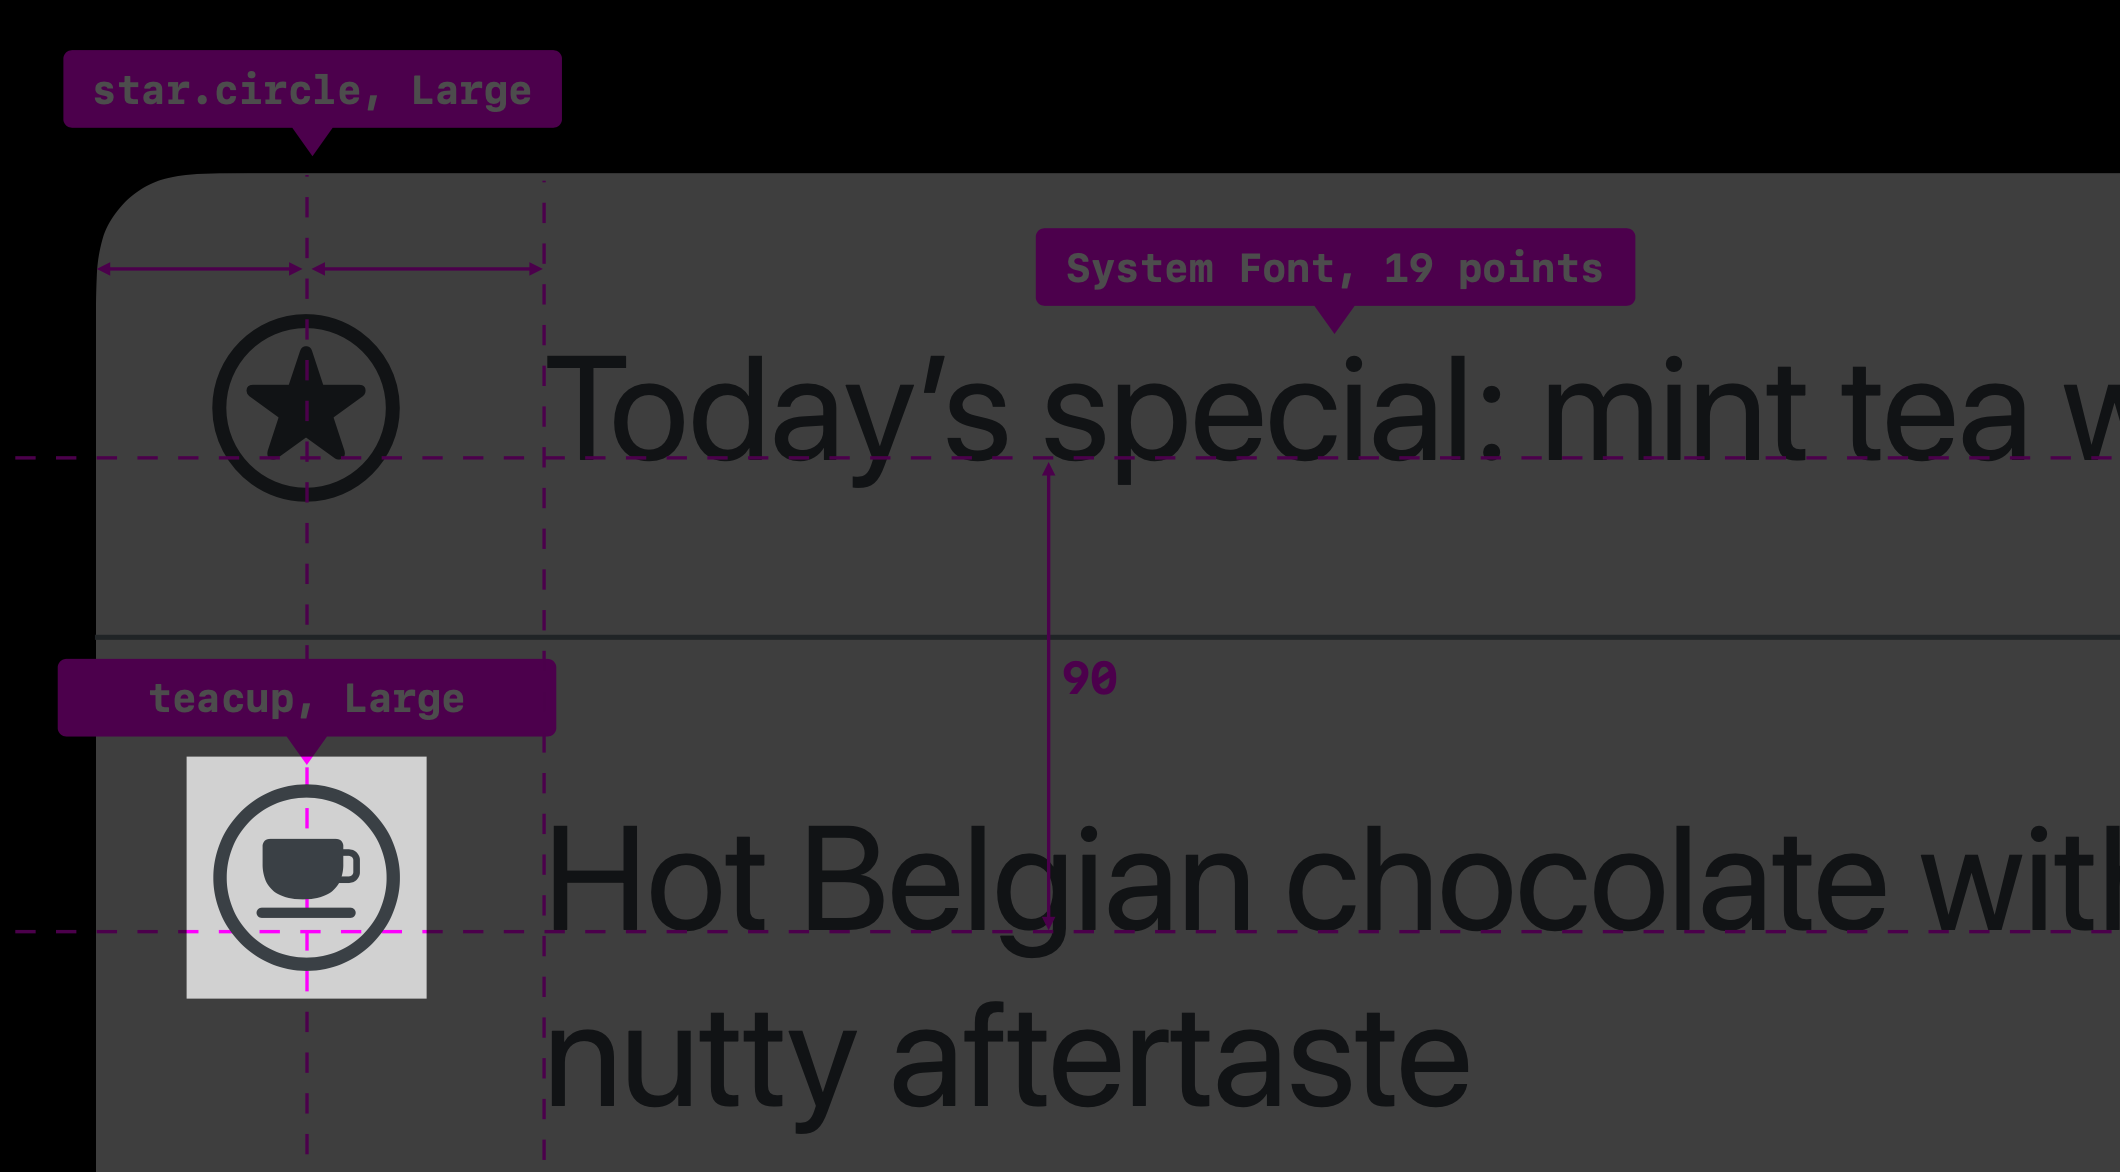 star.circle, Large
System Font, 19 points
Today’s special: mint tea
90
teacup, Large
Hot Belgian chocolate with
nutty aftertaste